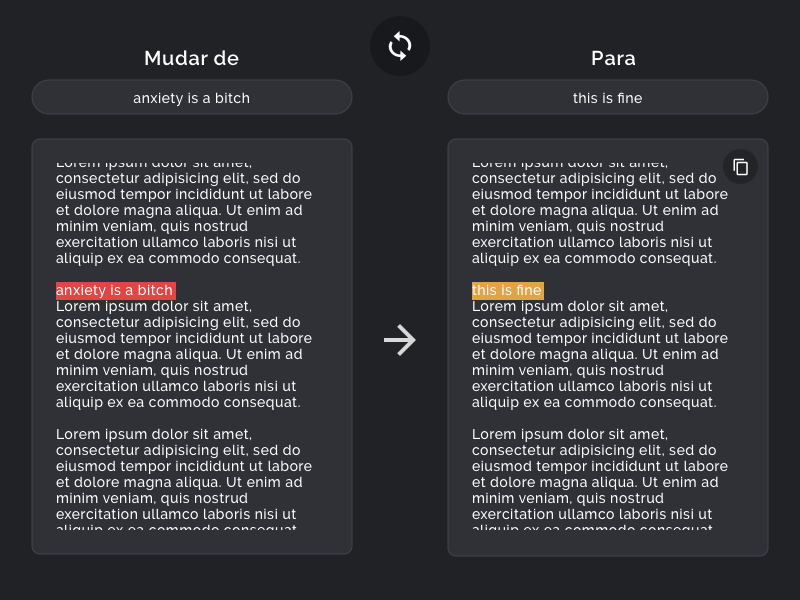 Mudar de
anxiety is a bitch
Lorem ipsum dolor sit amet,
consectetur adipisicing elit, sed do
eiusmod tempor incididunt ut labore
et dolore magna aliqua. Ut enim ad
minim veniam, quis nostrud
exercitation ullamco laboris nisi ut
aliquip ex ea commodo consequat.
anxiety is a bitch
Lorem ipsum dolor sit amet,
consectetur adipisicing elit, sed do
eiusmod tempor incididunt ut labore
et dolore magna aliqua. Ut enim ad
minim veniam, quis nostrud
exercitation ullamco laboris nisi ut
aliquip ex ea commodo consequat.
Lorem ipsum dolor sit amet,
consectetur adipisicing elit, sed do
eiusmod tempor incididunt ut labore
et dolore magna aliqua. Ut enim ad
minim veniam, quis nostrud
exercitation ullamco laboris nisi ut
aliquip ex ea commodo consequat.
Para
this is fine
Lorem ipsum dolor sit amet,
consectetur adipisicing elit, sed do
eiusmod tempor incididunt ut labore
et dolore magna aliqua. Ut enim ad
minim veniam, quis nostrud
exercitation ullamco laboris nisi ut
aliquip ex ea commodo consequat.
this is fine
Lorem ipsum dolor sit amet,
consectetur adipisicing elit, sed do
eiusmod tempor incididunt ut labore
et dolore magna aliqua. Ut enim ad
minim veniam, quis nostrud
exercitation ullamco laboris nisi ut
aliquip ex ea commodo consequat.
Lorem ipsum dolor sit amet,
consectetur adipisicing elit, sed do
eiusmod tempor incididunt ut labore
et dolore magna aliqua. Ut enim ad
minim veniam, quis nostrud
exercitation ullamco laboris nisi ut
aliquip ex ea commodo consequat.